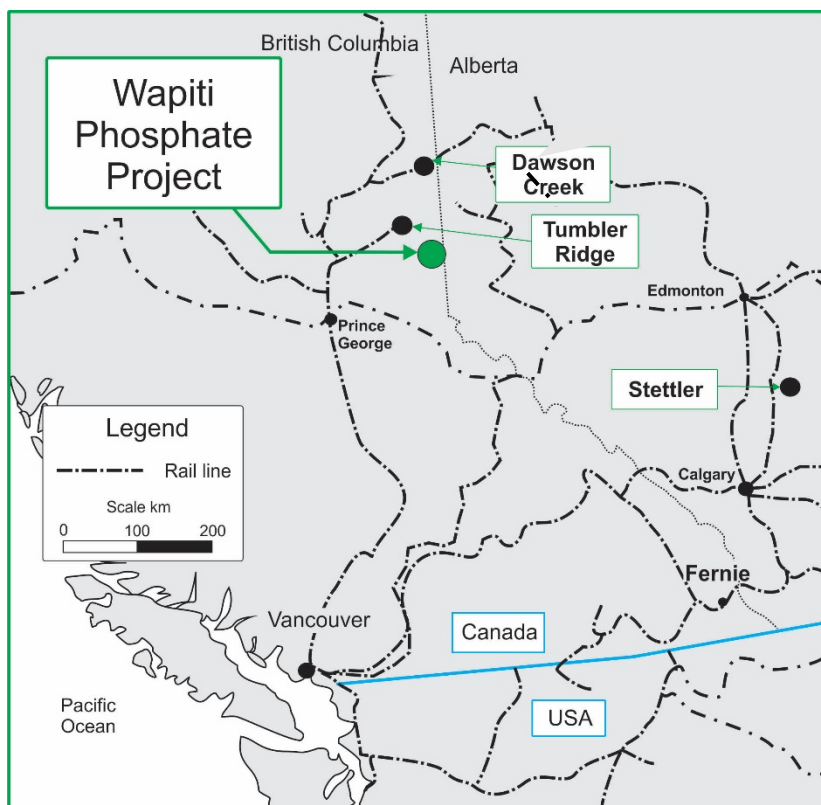 British Columbia
Alberta
Wapiti
Phosphate
Project
Dawson
Creek
Tumbler
Ridge
Edmonton
Prince
George
Stettler
Legend
Rail line
Scale km
0 100 200
Calgary
Fernie
Vancouver
Canada
USA
Pacific
Ocean